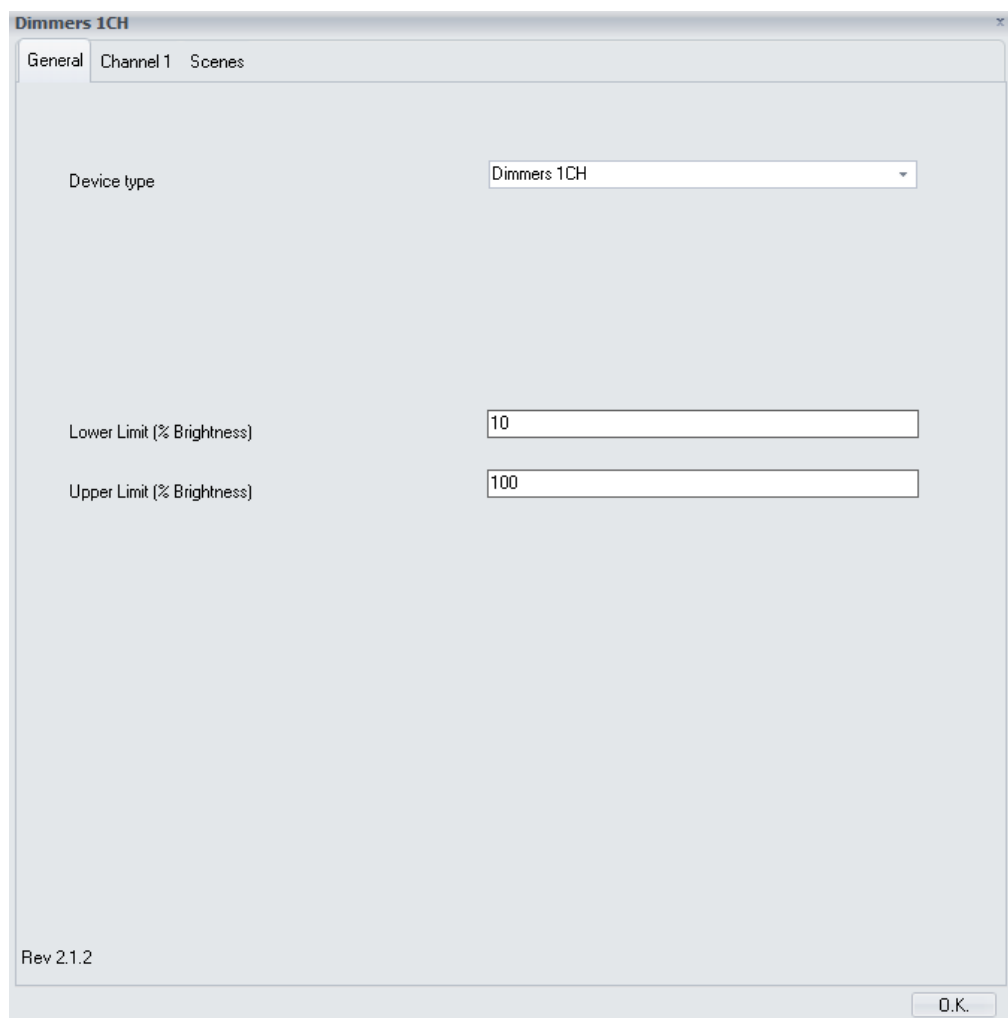 Dimmers 1CH
General Channel 1 Scenes
Device type Dimmers 1CH
Lower Limit (% Brightness) 10
Upper Limit (% Brightness) 100
Rev 2.1.2
O.K.